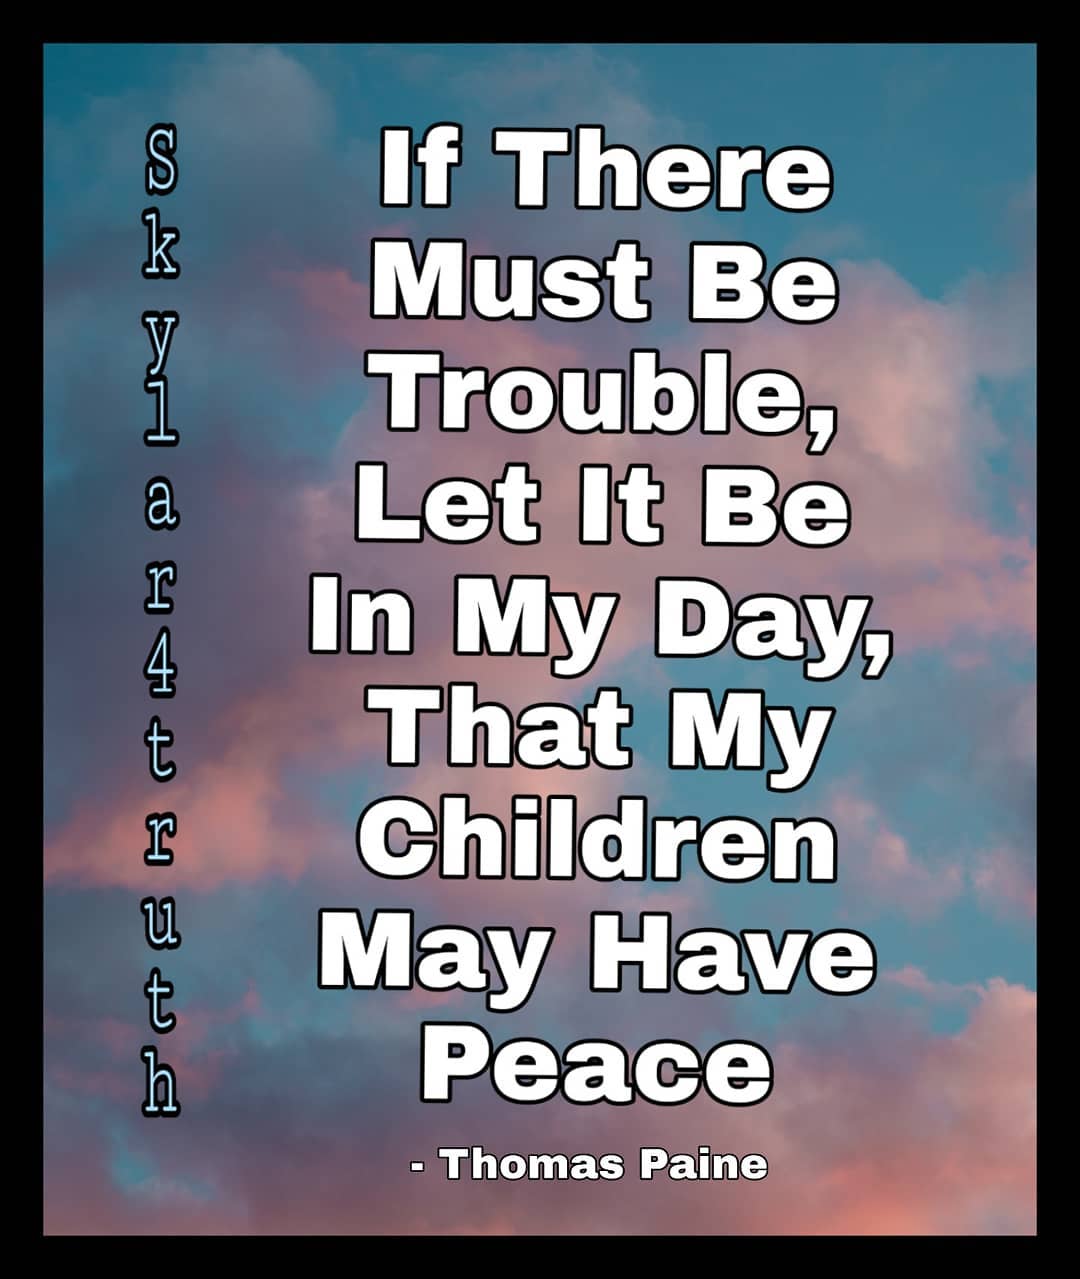 Skylar4truth
If There
Must Be
Trouble,
Let It Be
In My Day,
That My
Children
May Have
Peace
- Thomas Paine